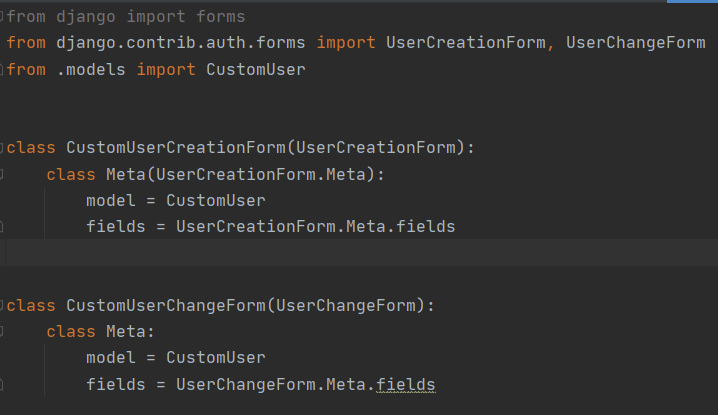 from django import forms
from django.contrib.auth.forms import UserCreationForm, UserChangeForm
from .models import CustomUser
class CustomUserCreationForm(UserCreationForm):
class Meta(UserCreationForm.Meta):
model = CustomUser
fields = UserCreationForm.Meta.fields
class CustomUserChangeForm(UserChangeForm):
class Meta:
model = CustomUser
fields = UserChangeForm.Meta.fields